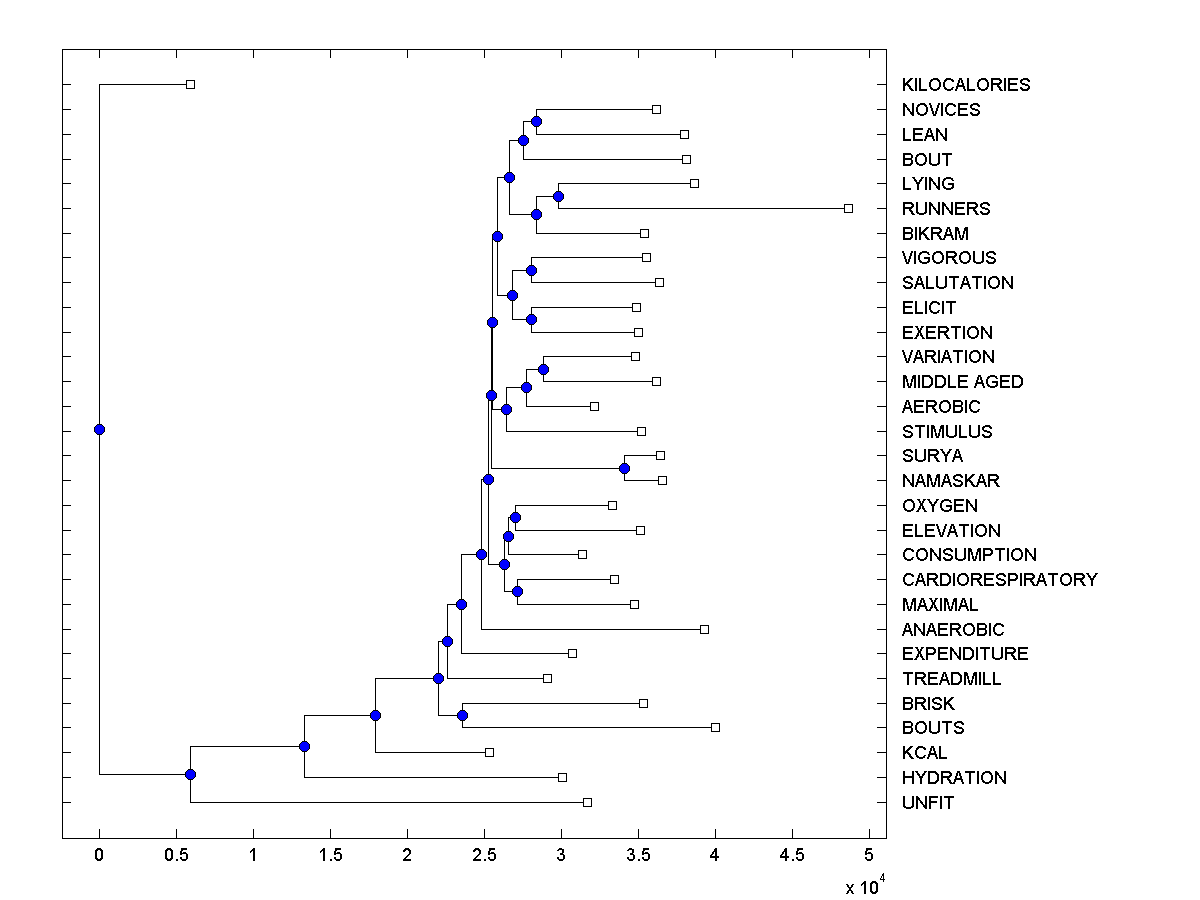 KILOCALORIES
NOVICES
LEAN
BOUT
LYING
RUNNERS
BIKRAM
VIGOROUS
SALUTATION
ELICIT
EXERTION
VARIATION
MIDDLE AGED
AEROBIC
STIMULUS
SURYA
NAMASKAR
OXYGEN
ELEVATION
CONSUMPTION
CARDIORESPIRATORY
MAXIMAL
ANAEROBIC
EXPENDITURE
TREADMILL
BRISK
BOUTS
KCAL
HYDRATION
UNFIT
0 0.5 1 1.5 2 2.5 3 3.5 4 4.5 5
x 10^4